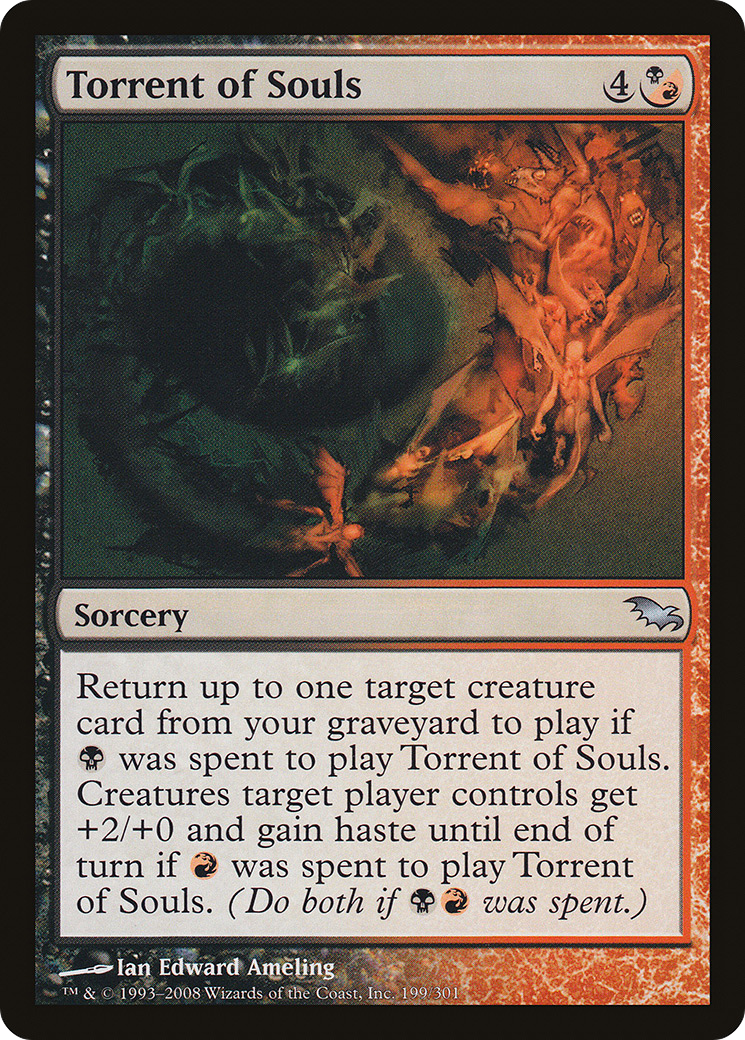 Torrent of Souls 4
Sorcery
Return up to one target creature
card from your graveyard to play if
was spent to play Torrent of Souls.
Creatures target player controls get
+2/+0 and gain haste until end of
turn if was spent to play Torrent
of Souls. (Do both if was spent.)
Ian Edward Ameling
™ & © 1993–2008 Wizards of the Coast, Inc. 199/301